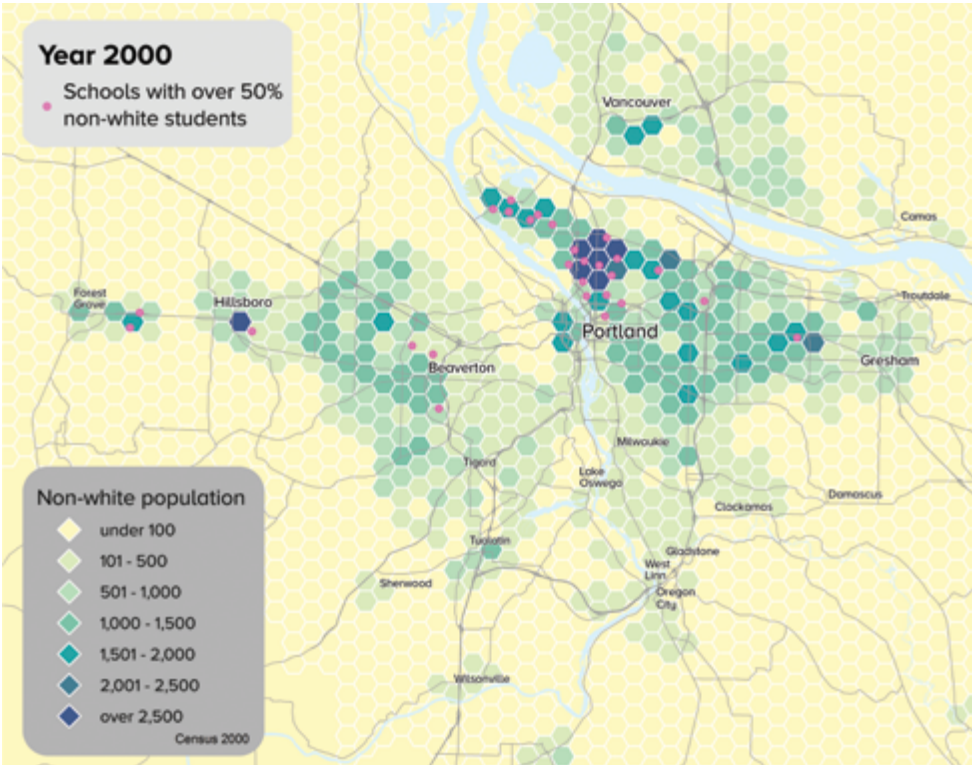 Year 2000
Schools with over 50%
non-white students
Vancouver
Camas
Forest
Grove
Hillsboro
Troutdale
Portland
Gresham
Beaverton
Milwaukie
Tigard
Lake
Oswego
Damascus
Clackamas
Tualatin
Gladstone
West
Linn
Sherwood
Oregon
City
Wilsonville
Non-white population
under 100
101 - 500
501 - 1,000
1,000 - 1,500
1,501 - 2,000
2,001 - 2,500
over 2,500
Census 2000